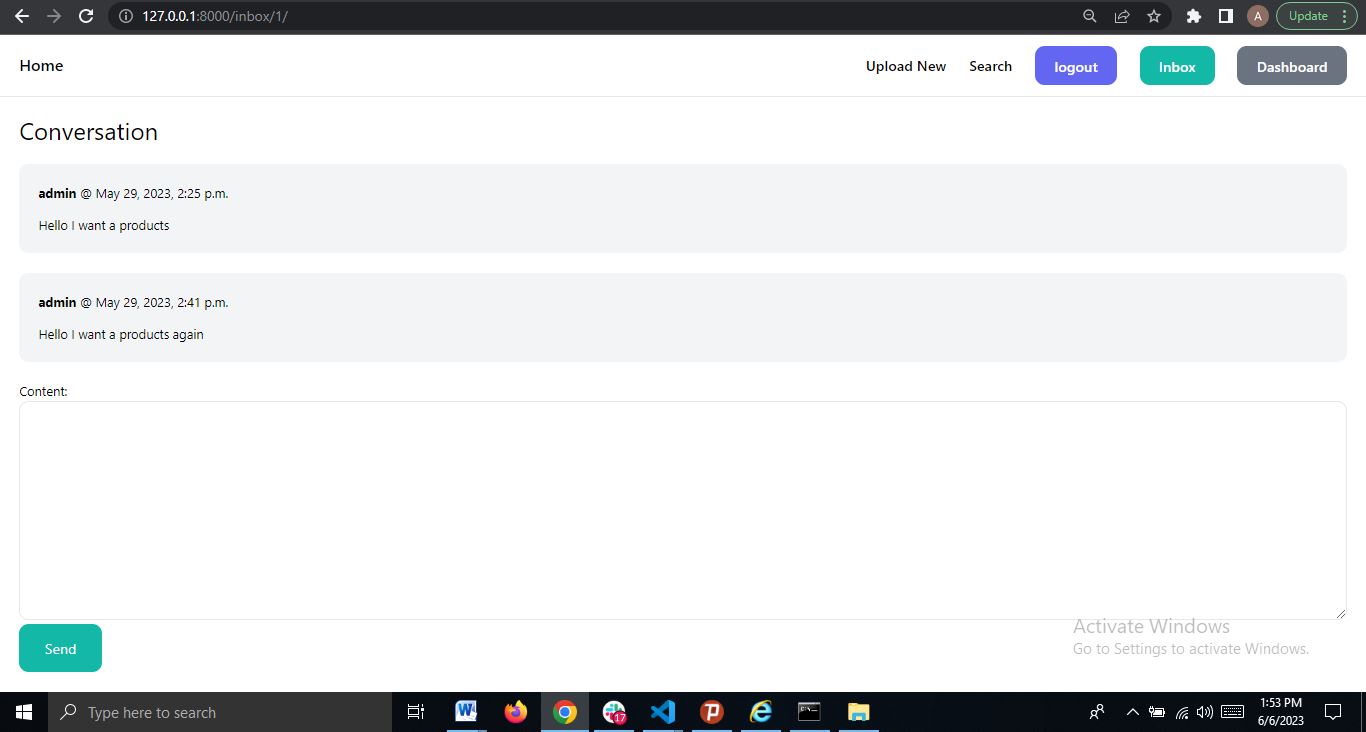 127.0.0.1:8000/inbox/1/
A
Update
Home
Upload New
Search
logout
Inbox
Dashboard
Conversation
admin @ May 29, 2023, 2:25 p.m.
Hello I want a products
admin @ May 29, 2023, 2:41 p.m.
Hello I want a products again
Content:
Send
Activate Windows
Go to Settings to activate Windows.
Type here to search
17
1:53 PM
6/6/2023